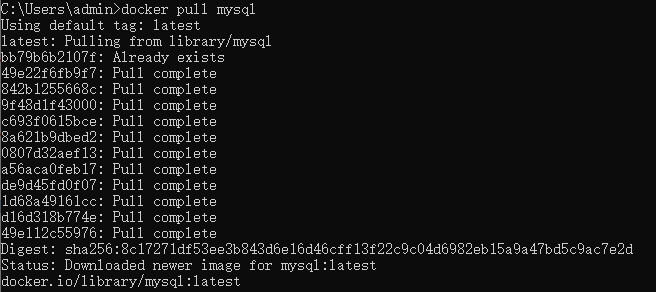 C:\Users\admin>docker pull mysql
Using default tag: latest
latest: Pulling from library/mysql
bb79b6b2107f: Already exists
49e22f6fb9f7: Pull complete
842b1255668c: Pull complete
9f48d1f43000: Pull complete
c693f0615bce: Pull complete
8a621b9dbed2: Pull complete
0807d32aef13: Pull complete
a56aca0feb17: Pull complete
de9d45fd0f07: Pull complete
1d68a49161cc: Pull complete
d16d318b774e: Pull complete
49e112c55976: Pull complete
Digest: sha256:8c17271df53ee3b843d6e16d46cff13f22c9c04d6982eb15a9a47bd5c9ac7e2d
Status: Downloaded newer image for mysql:latest
docker.io/library/mysql:latest